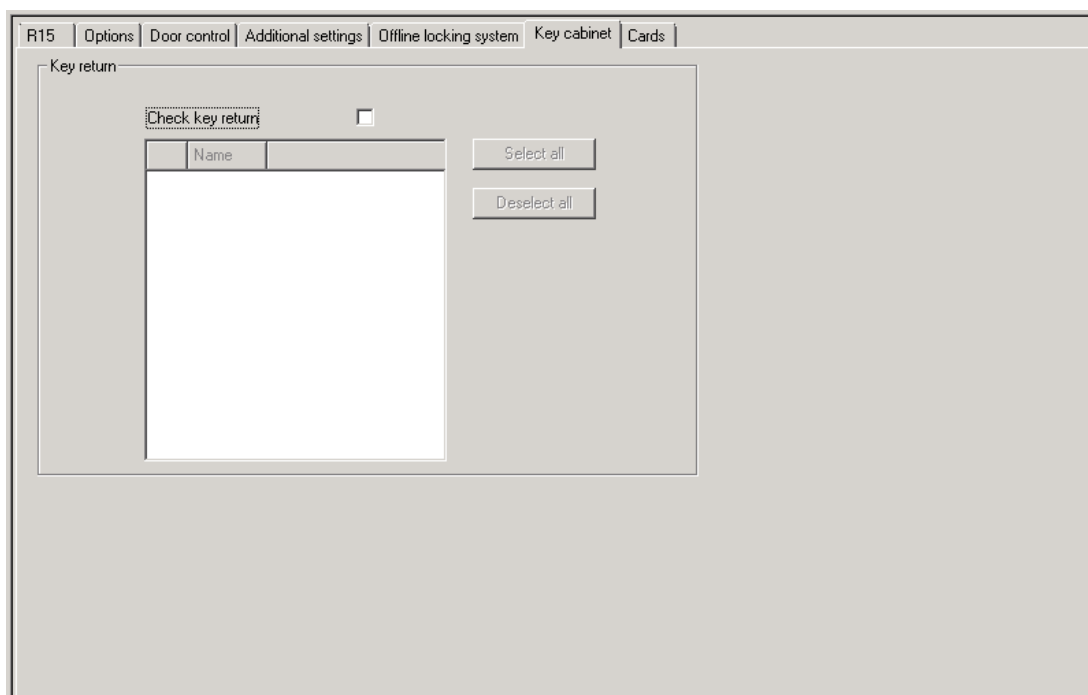 R15 Options Door control Additional settings Offline locking system Key cabinet Cards
Key return
Check key return
Name
Select all
Deselect all